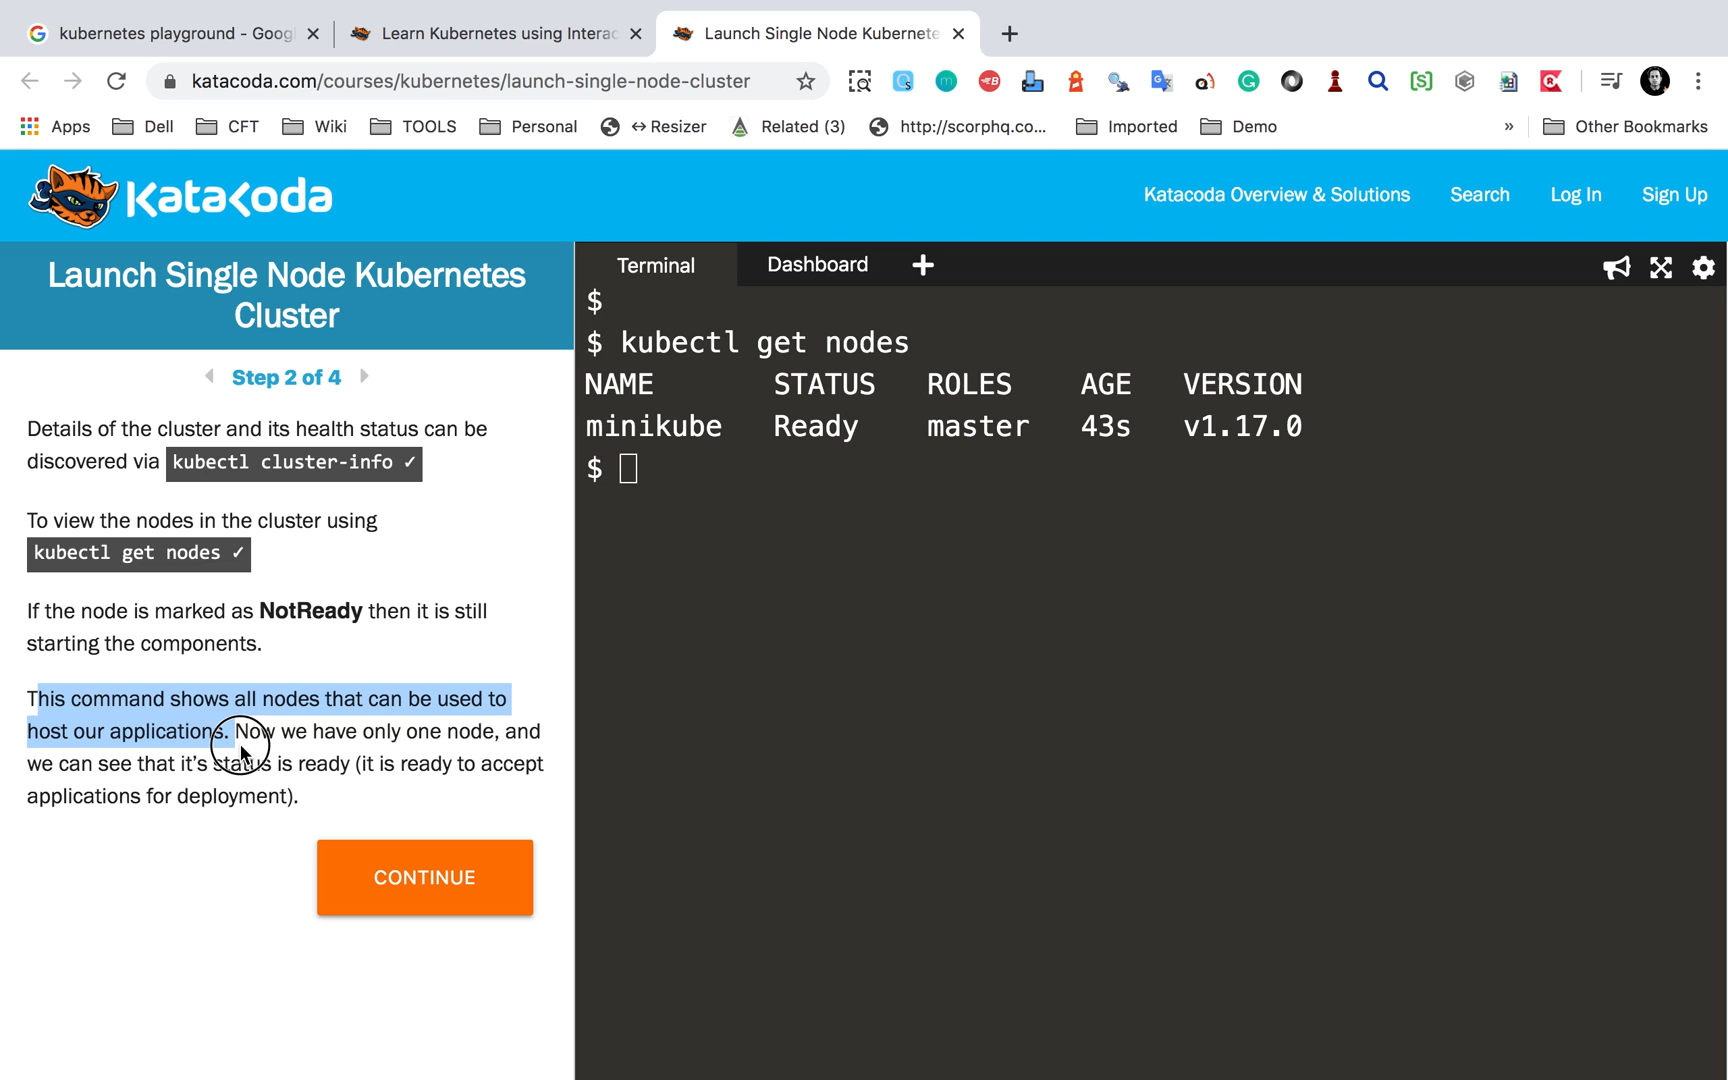 kubernetes playground - Goog
Learn Kubernetes using Interac
Launch Single Node Kubernete
katacoda.com/courses/kubernetes/launch-single-node-cluster
Apps
Dell
CFT
Wiki
TOOLS
Personal
↔Resizer
Related (3)
http://scorphq.co...
Imported
Demo
»
Other Bookmarks
Katacoda
Katacoda Overview & Solutions
Search
Log In
Sign Up
Launch Single Node Kubernetes
Cluster
Step 2 of 4
Details of the cluster and its health status can be
discovered via kubectl cluster-info ✓
To view the nodes in the cluster using
kubectl get nodes ✓
If the node is marked as NotReady then it is still
starting the components.
This command shows all nodes that can be used to
host our applications. Now we have only one node, and
we can see that it's status is ready (it is ready to accept
applications for deployment).
CONTINUE
Terminal
Dashboard
$
$ kubectl get nodes
NAME STATUS ROLES AGE VERSION
minikube Ready master 43s v1.17.0
$